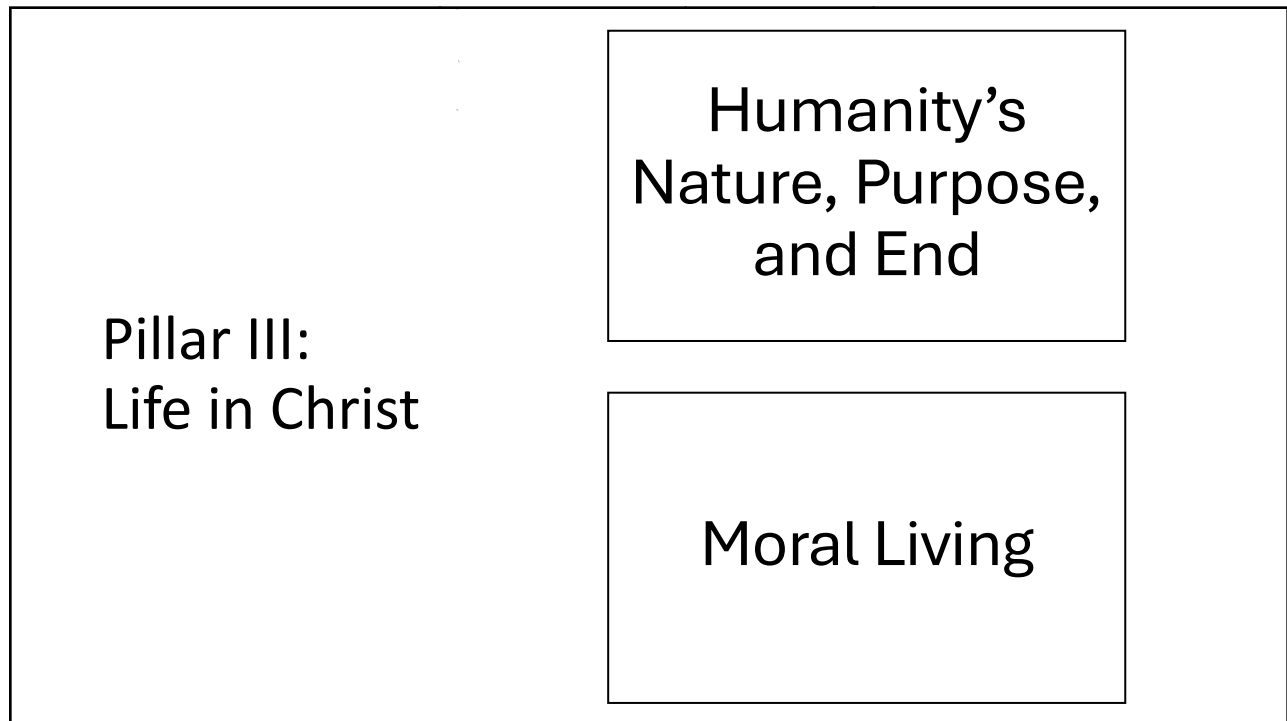 Pillar III:
Life in Christ
Humanity’s
Nature, Purpose,
and End
Moral Living